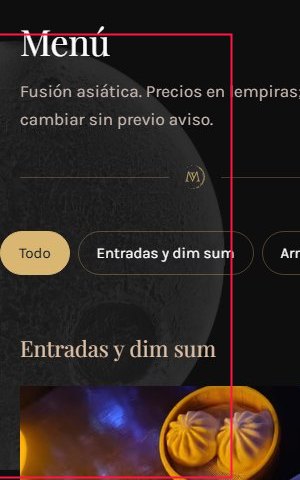 Menú
Fusión asiática. Precios en lempiras;
cambiar sin previo aviso.
Todo
Entradas y dim sum
Entradas y dim sum